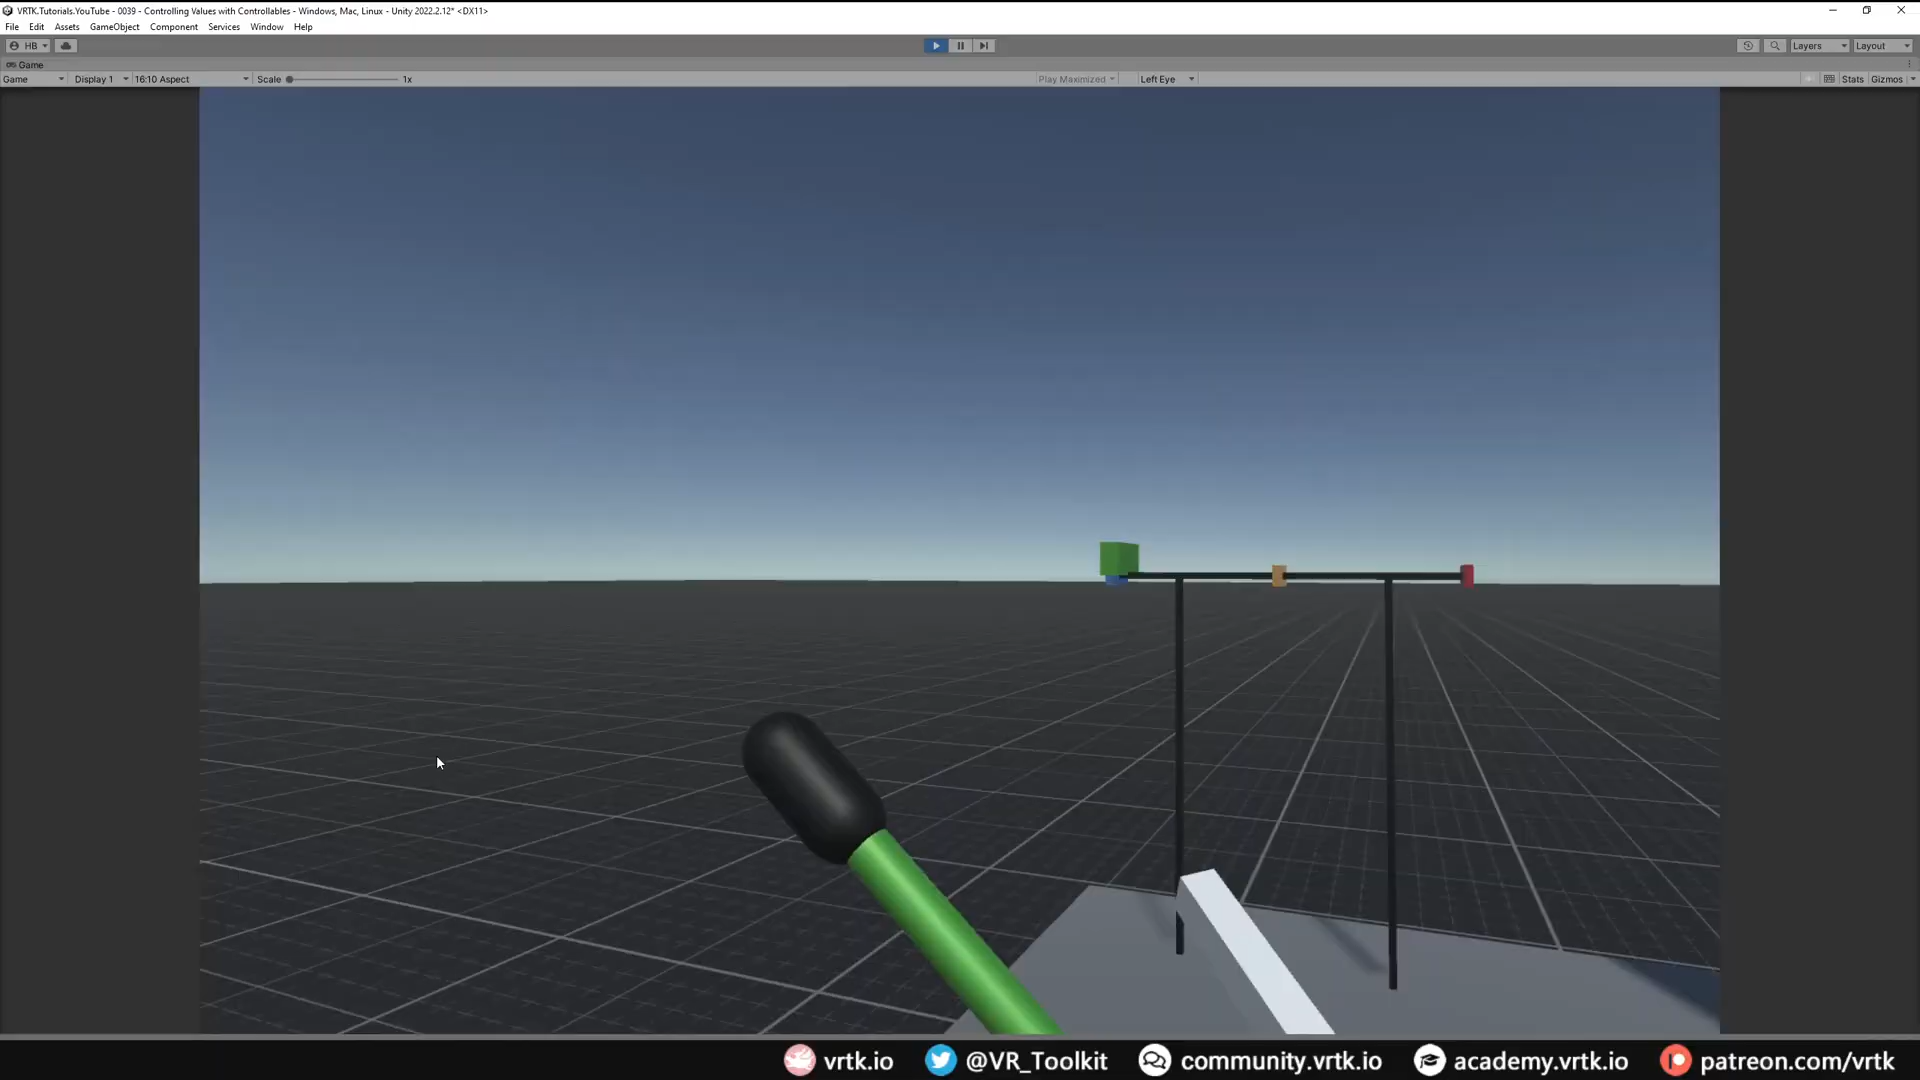 VRTK.Tutorials.YouTube - 0039 - Controlling Values with Controllables - Windows, Mac, Linux - Unity 2022.2.12* <DX11>
File Edit Assets GameObject Component Services Window Help
HB Layers Layout
Game
Game Display 1 16:10 Aspect Scale 1x Play Maximized Left Eye Stats Gizmos
vrtk.io @VR_Toolkit community.vrtk.io academy.vrtk.io patreon.com/vrtk